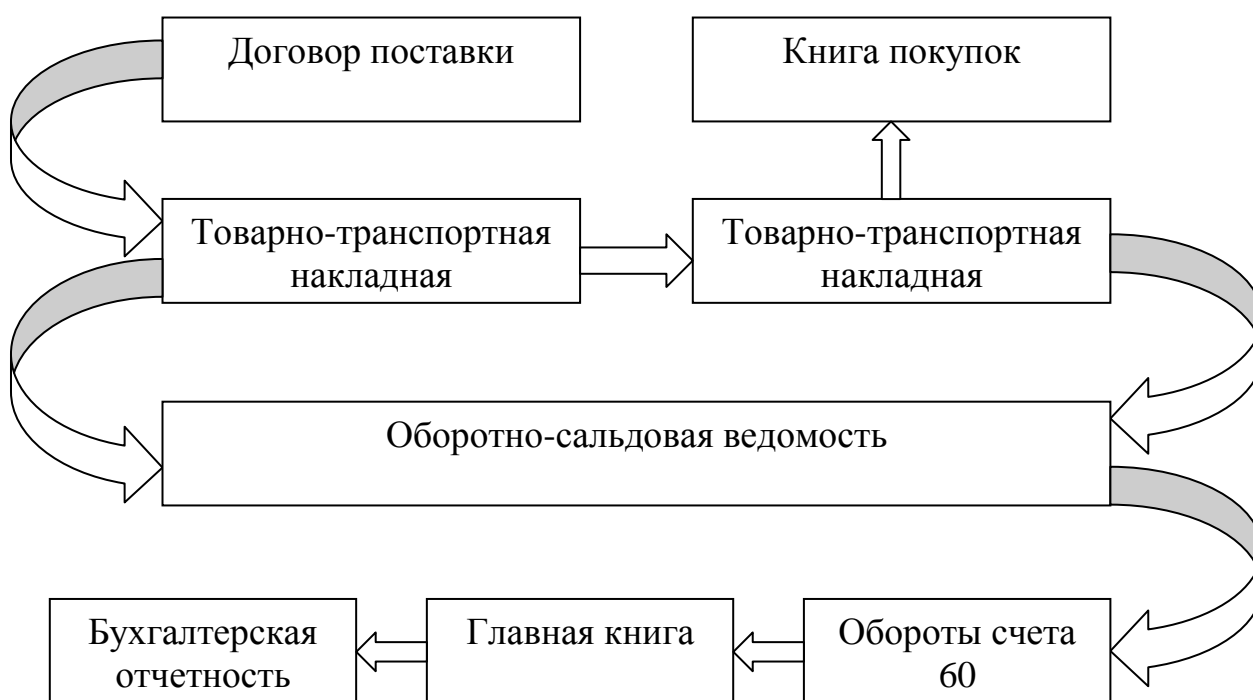 Договор поставки
Книга покупок
Товарно-транспортная
накладная
Товарно-транспортная
накладная
Оборотно-сальдовая ведомость
Бухгалтерская
отчетность
Главная книга
Обороты счета
60